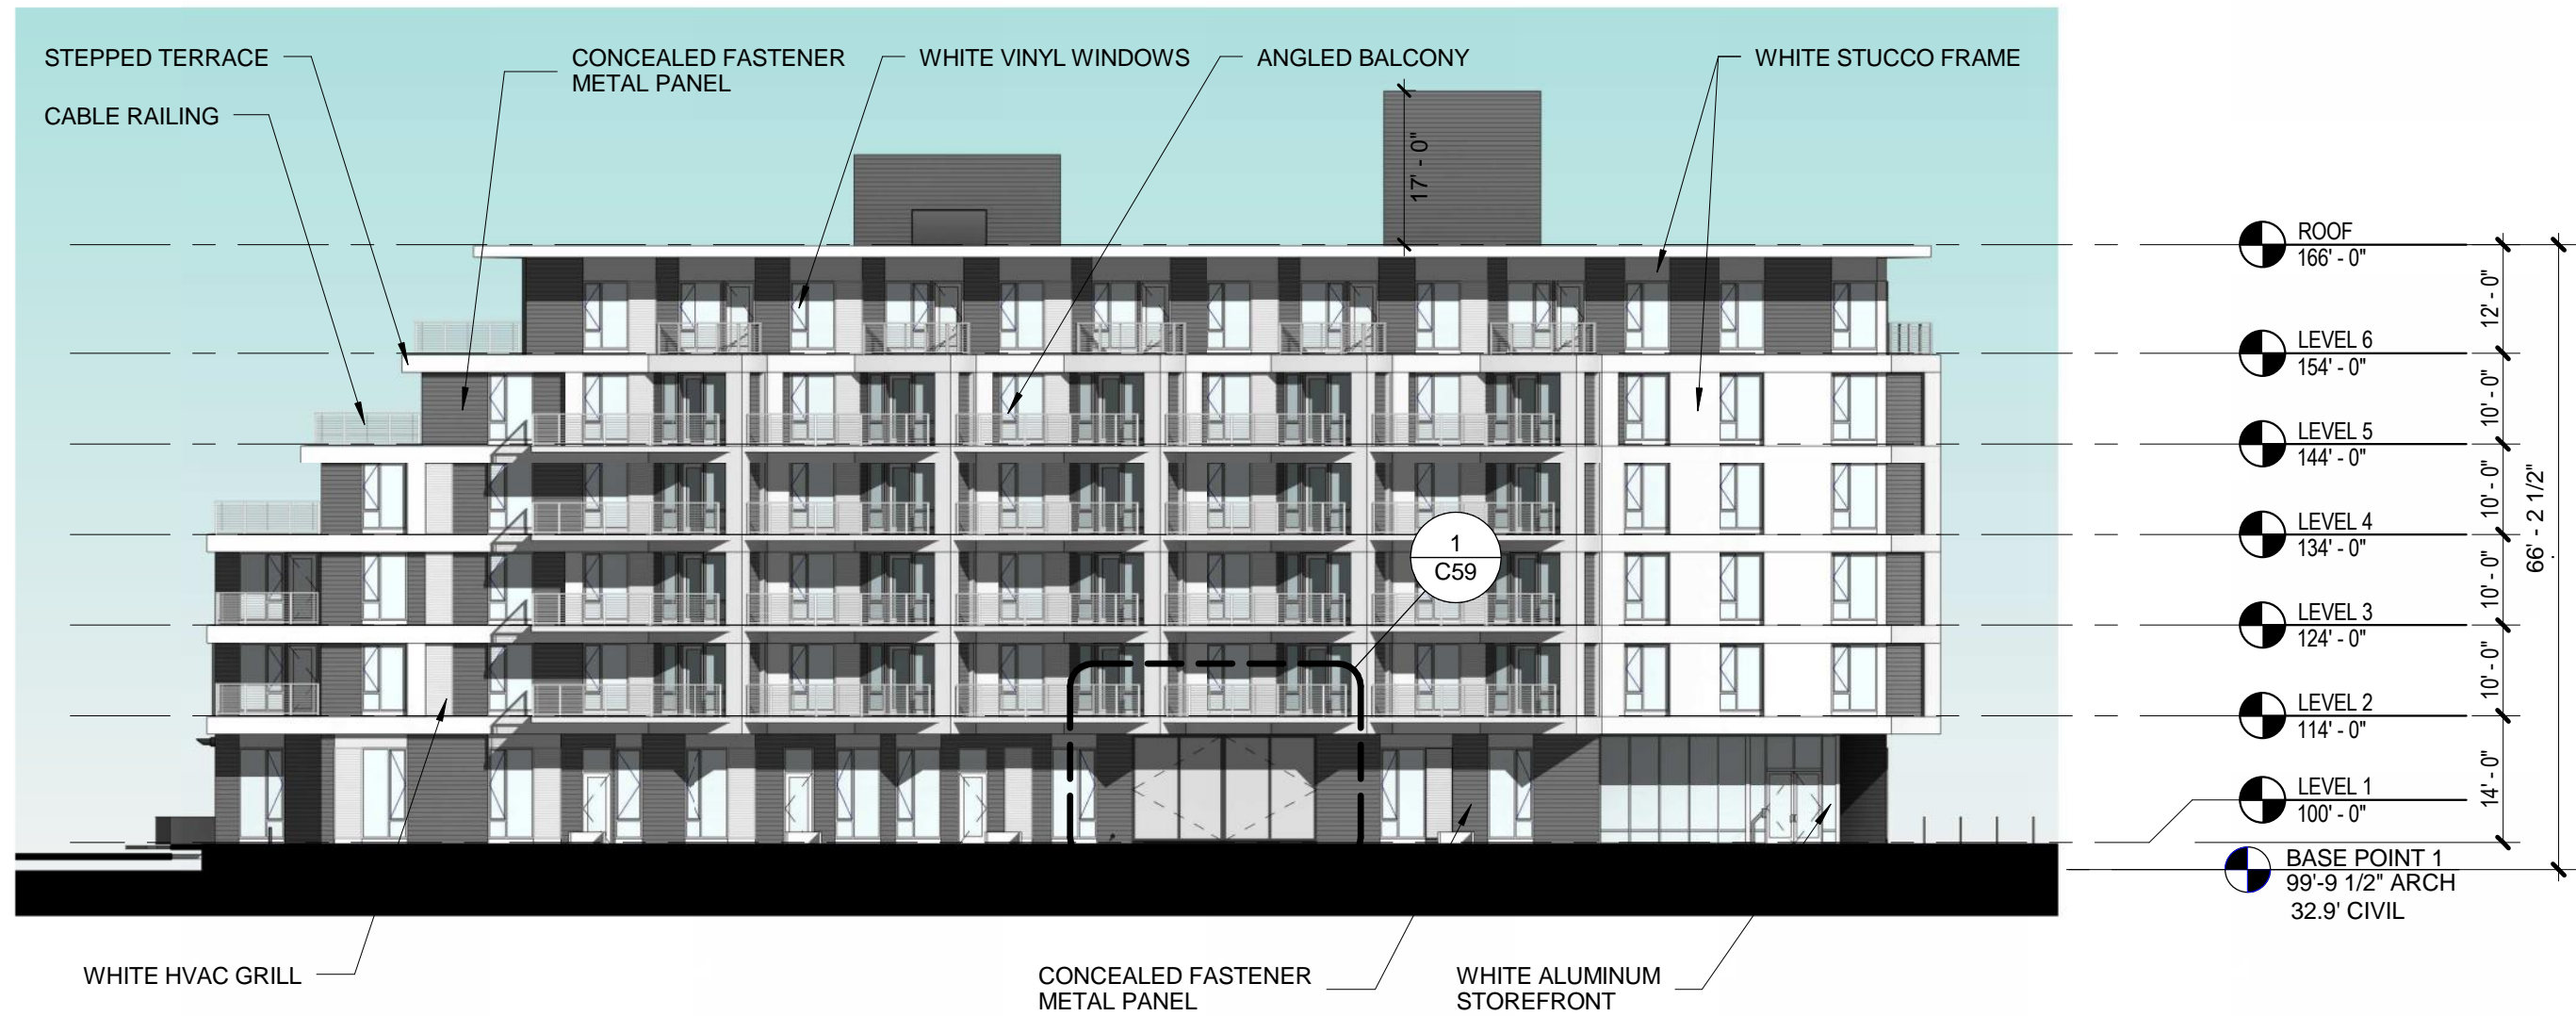 STEPPED TERRACE
CABLE RAILING
CONCEALED FASTENER
METAL PANEL
WHITE VINYL WINDOWS
ANGLED BALCONY
WHITE STUCCO FRAME
17' - 0"
ROOF
166' - 0"
12' - 0"
LEVEL 6
154' - 0"
10' - 0"
LEVEL 5
144' - 0"
10' - 0"
LEVEL 4
134' - 0"
10' - 0"
LEVEL 3
124' - 0"
10' - 0"
LEVEL 2
114' - 0"
14' - 0"
LEVEL 1
100' - 0"
66' - 2 1/2"
BASE POINT 1
99'-9 1/2" ARCH
32.9' CIVIL
1
C59
WHITE HVAC GRILL
CONCEALED FASTENER
METAL PANEL
WHITE ALUMINUM
STOREFRONT